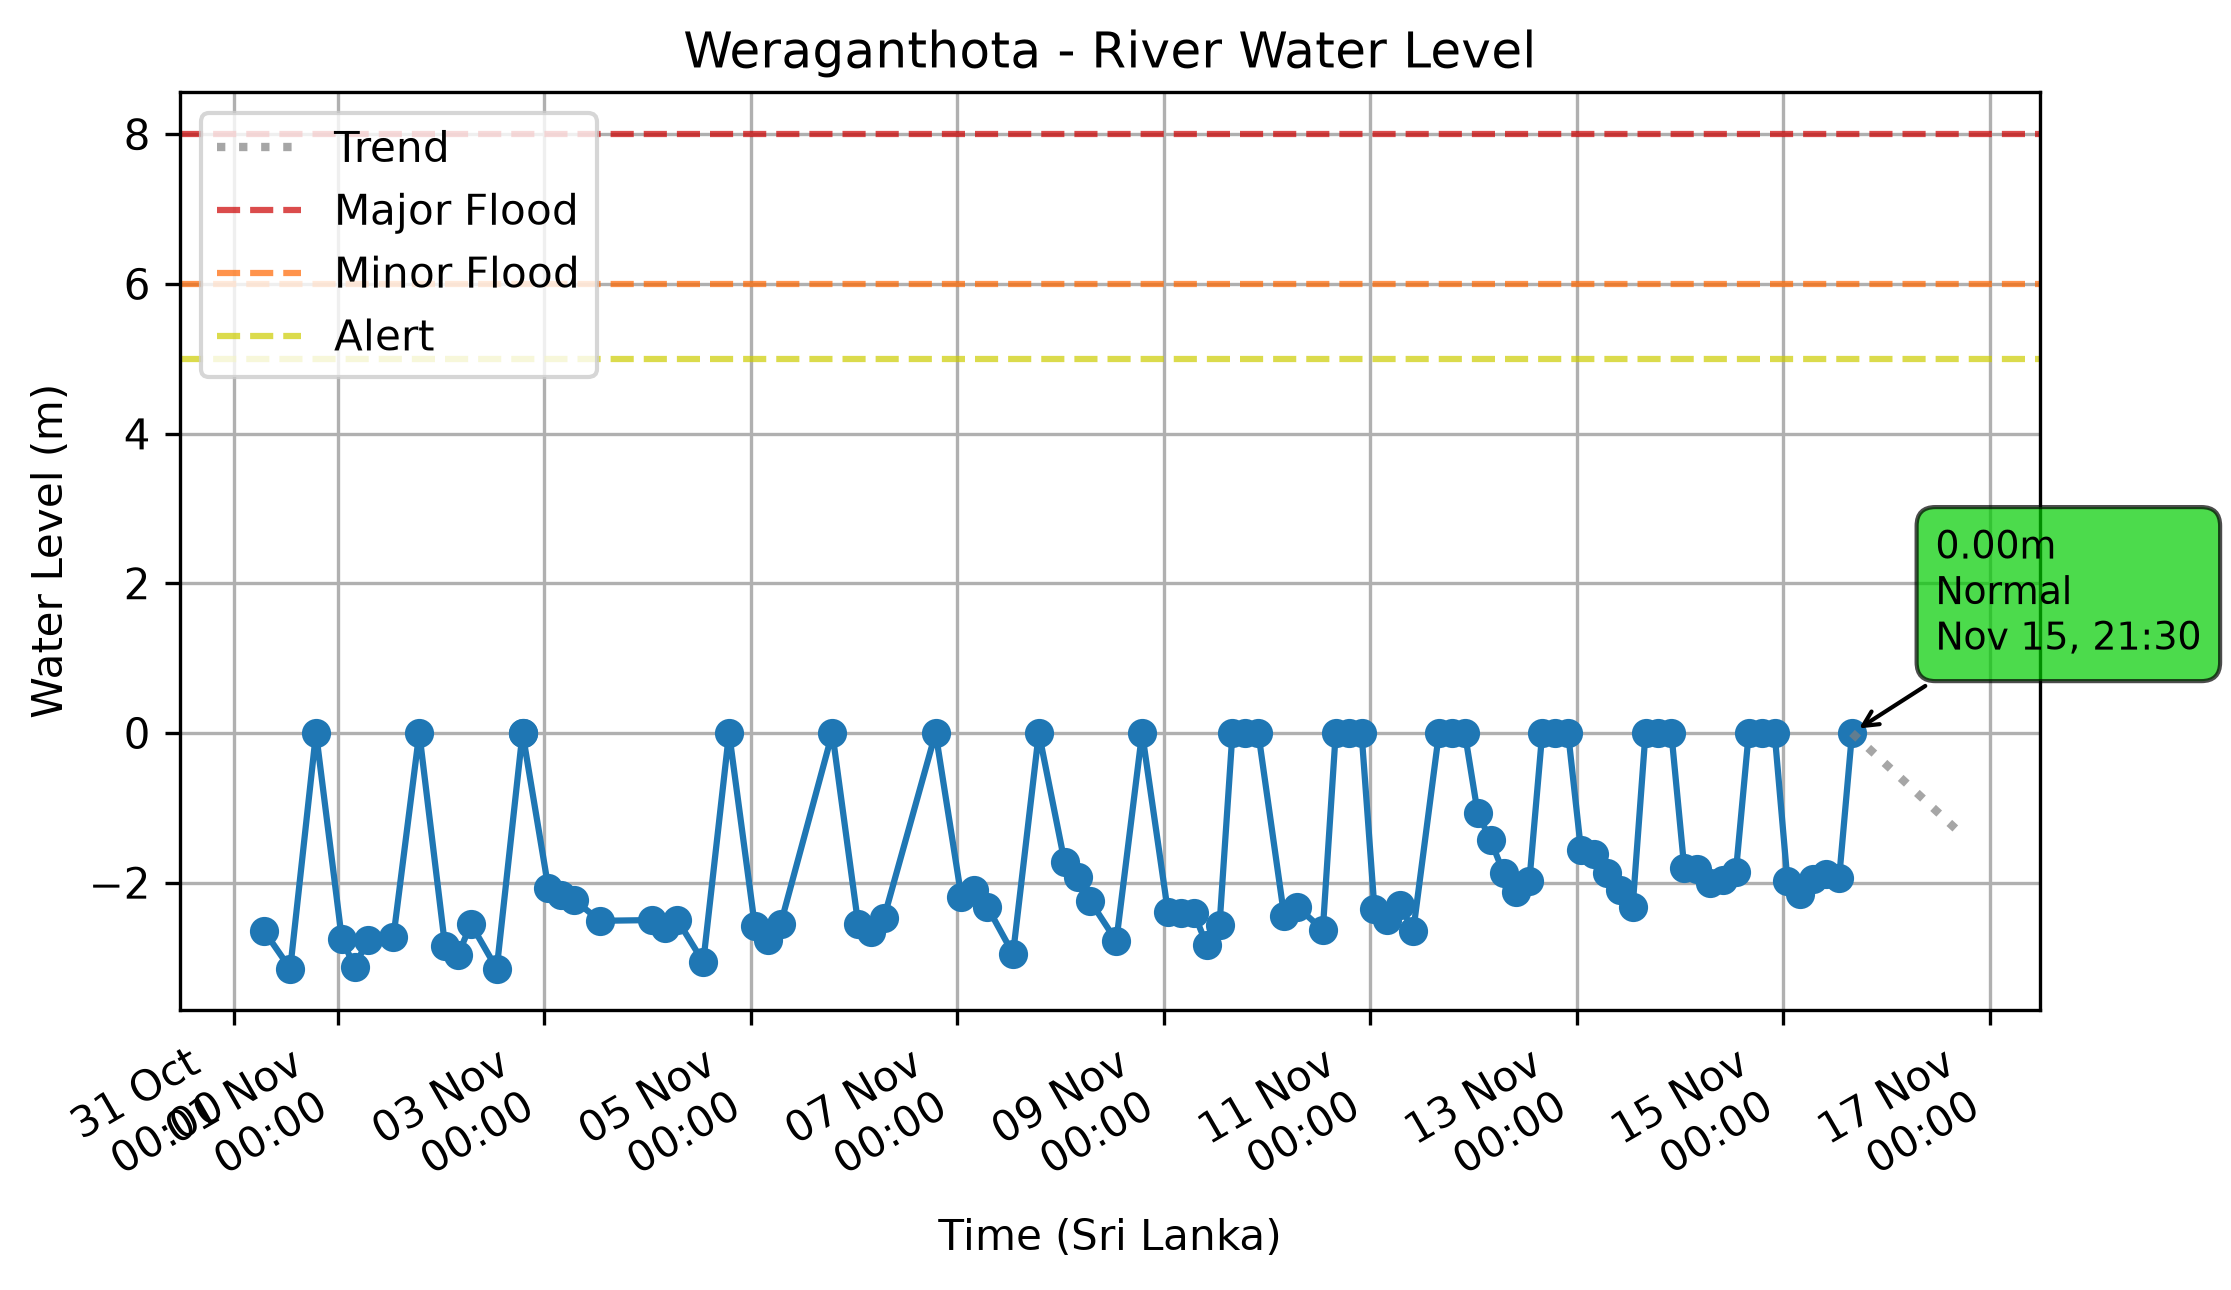 Weraganthota - River Water Level
Trend
Major Flood
Minor Flood
Alert
8
6
4
2
0
−2
Water Level (m)
0.00m
Normal
Nov 15, 21:30
31 Oct
00:00
01 Nov
00:00
03 Nov
00:00
05 Nov
00:00
07 Nov
00:00
09 Nov
00:00
11 Nov
00:00
13 Nov
00:00
15 Nov
00:00
17 Nov
00:00
Time (Sri Lanka)